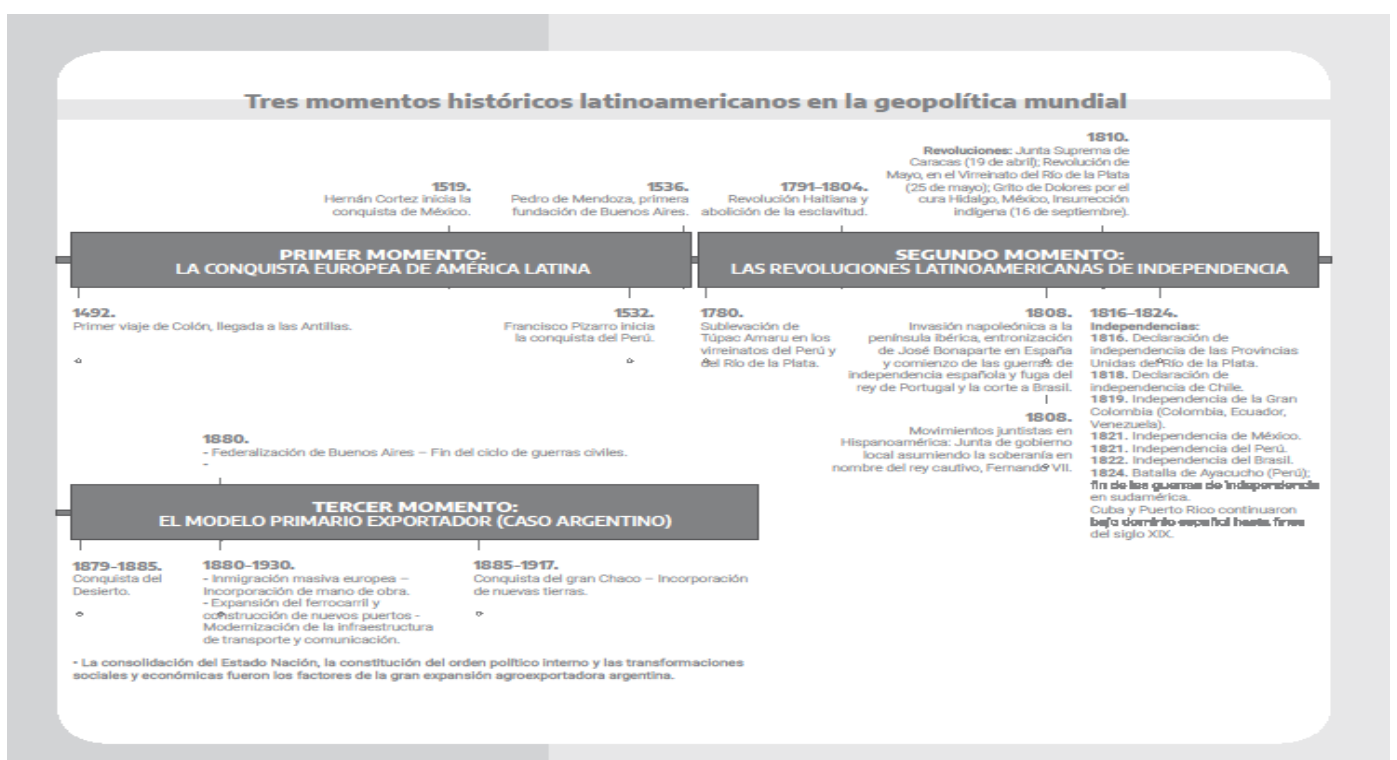 Tres momentos históricos latinoamericanos en la geopolítica mundial
1519.
Hernán Cortez inicia la
conquista de México.
1536.
Pedro de Mendoza, primera
fundación de Buenos Aires.
1791–1804.
Revolución Haitiana y
abolición de la esclavitud.
1810.
Revoluciones: Junta Suprema de
Caracas (19 de abril); Revolución de
Mayo, en el Virreinato del Río de la Plata
(25 de mayo); Grito de Dolores por el
cura Hidalgo, México, Insurrección
indígena (16 de septiembre).
PRIMER MOMENTO:
LA CONQUISTA EUROPEA DE AMÉRICA LATINA
SEGUNDO MOMENTO:
LAS REVOLUCIONES LATINOAMERICANAS DE INDEPENDENCIA
1492.
Primer viaje de Colón, llegada a las Antillas.
1532.
Francisco Pizarro inicia
la conquista del Perú.
1780.
Sublevación de
Túpac Amaru en los
virreinatos del Perú y
del Río de la Plata.
1808.
Invasión napoleónica a la
península ibérica, entronización
de José Bonaparte en España
y comienzo de las guerras de
independencia española y fuga del
rey de Portugal y la corte a Brasil.
1808.
Movimientos juntistas en
Hispanoamérica: Junta de gobierno
local asumiendo la soberanía en
nombre del rey cautivo, Fernando VII.
1816–1824.
Independencias:
1816. Declaración de
independencia de las Provincias
Unidas del Río de la Plata.
1818. Declaración de
independencia de Chile.
1819. Independencia de la Gran
Colombia (Colombia, Ecuador,
Venezuela).
1821. Independencia de México.
1821. Independencia del Perú.
1822. Independencia del Brasil.
1824. Batalla de Ayacucho (Perú);
fin de las guerras de independencia
en sudamérica.
Cuba y Puerto Rico continuaron
bajo dominio español hasta fines
del siglo XIX.
1880.
- Federalización de Buenos Aires – Fin del ciclo de guerras civiles.
-
TERCER MOMENTO:
EL MODELO PRIMARIO EXPORTADOR (CASO ARGENTINO)
1879–1885.
Conquista del
Desierto.
1880–1930.
- Inmigración masiva europea –
Incorporación de mano de obra.
- Expansión del ferrocarril y
construcción de nuevos puertos -
Modernización de la infraestructura
de transporte y comunicación.
1885–1917.
Conquista del gran Chaco – Incorporación
de nuevas tierras.
- La consolidación del Estado Nación, la constitución del orden político interno y las transformaciones
sociales y económicas fueron los factores de la gran expansión agroexportadora argentina.